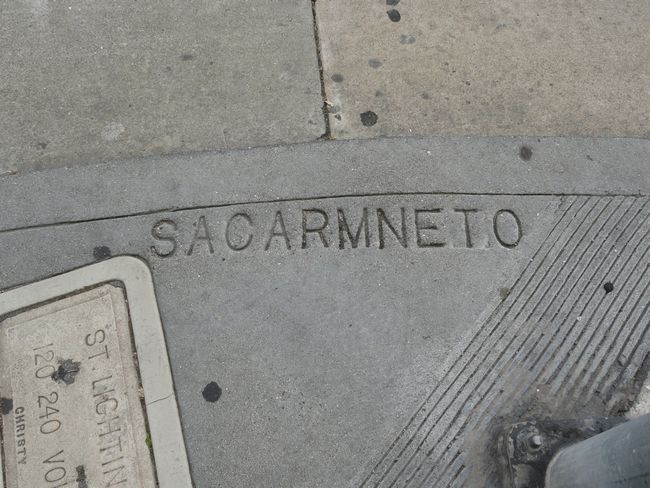 SACARMNETO
ST. LIGHTIN
120 240 VO
CHRISTY